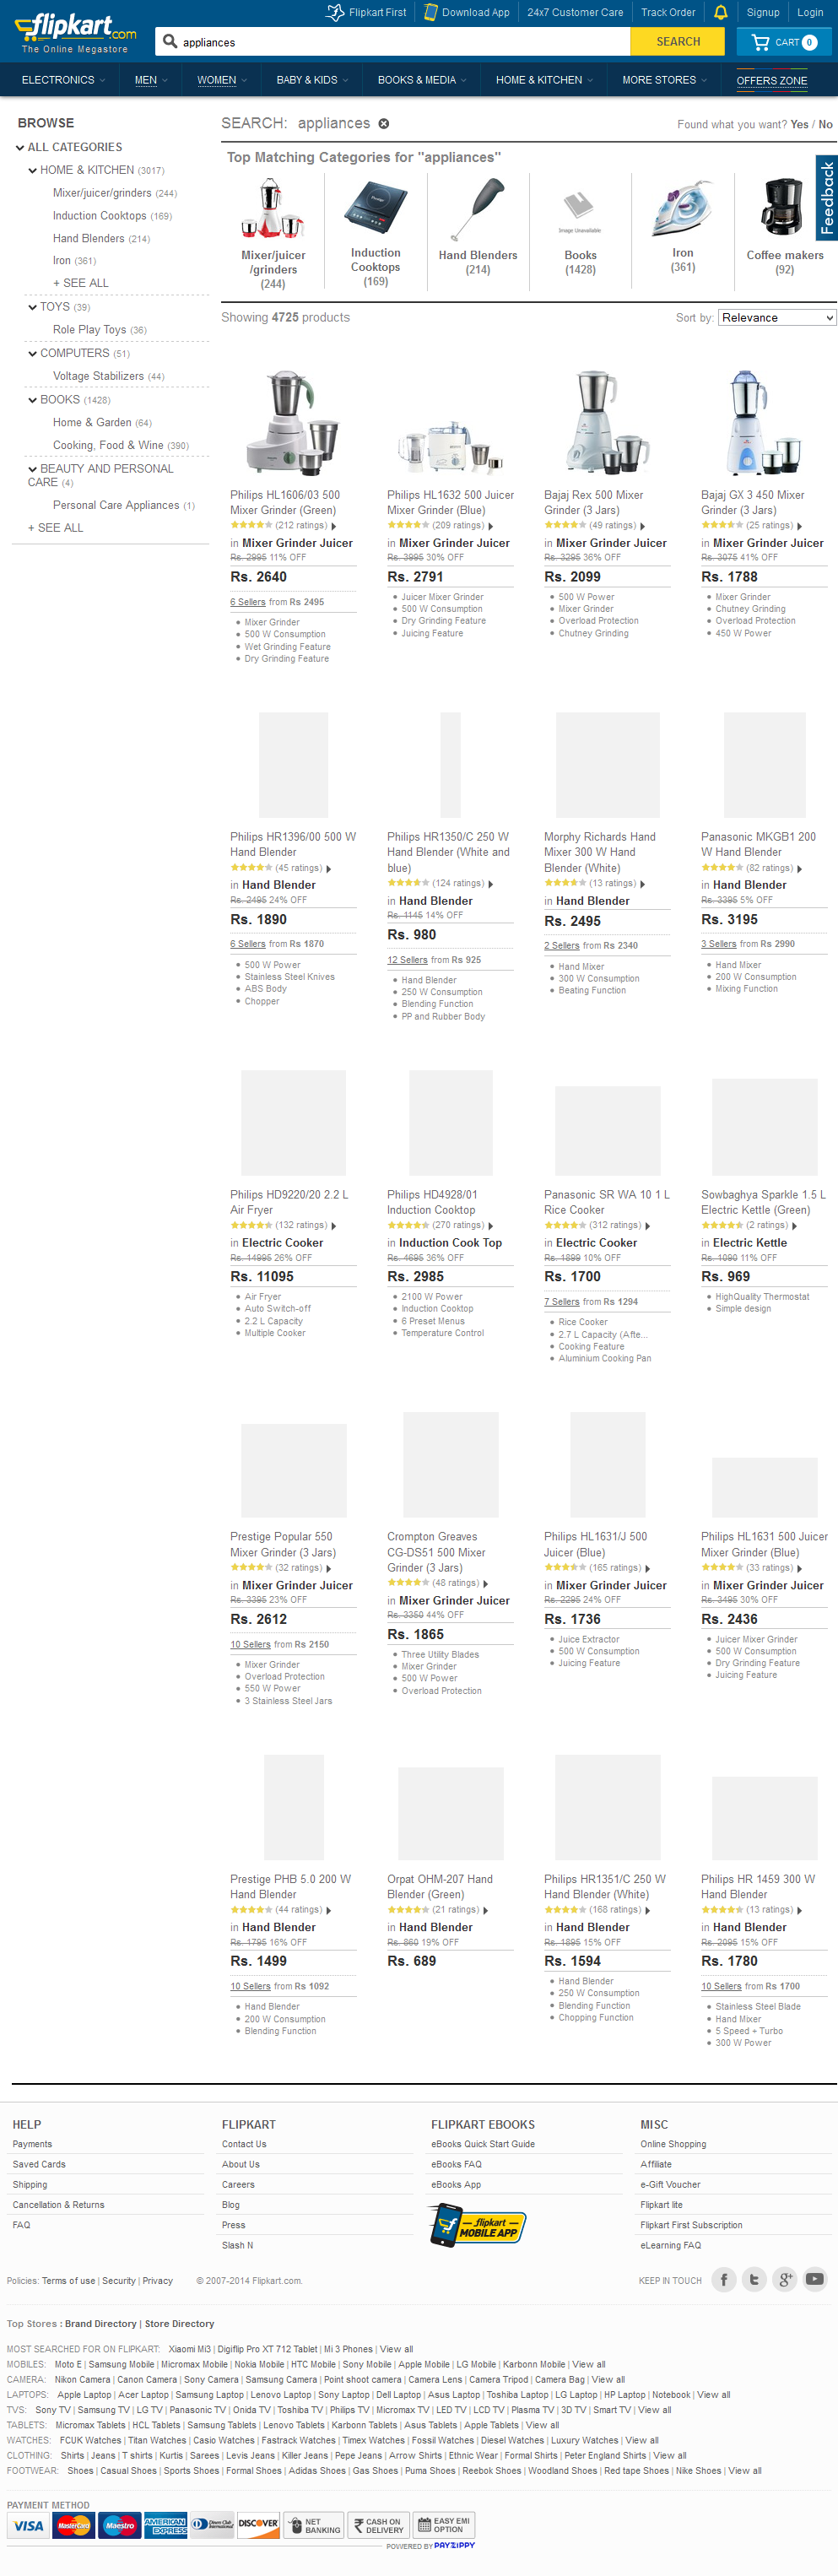 Flipkart First
Download App
24x7 Customer Care
Track Order
Signup
Login
flipkart.com
The Online Megastore
appliances
SEARCH
CART 0
ELECTRONICS
MEN
WOMEN
BABY & KIDS
BOOKS & MEDIA
HOME & KITCHEN
MORE STORES
OFFERS ZONE
BROWSE
ALL CATEGORIES
HOME & KITCHEN (3017)
Mixer/juicer/grinders (244)
Induction Cooktops (169)
Hand Blenders (214)
Iron (361)
+ SEE ALL
TOYS (39)
Role Play Toys (36)
COMPUTERS (51)
Voltage Stabilizers (44)
BOOKS (1428)
Home & Garden (64)
Cooking, Food & Wine (390)
BEAUTY AND PERSONAL
CARE (4)
Personal Care Appliances (1)
+ SEE ALL
SEARCH: appliances
Found what you want? Yes / No
Top Matching Categories for "appliances"
Feedback
Mixer/juicer
/grinders
(244)
Induction
Cooktops
(169)
Hand Blenders
(214)
Image Unavailable
Books
(1428)
Iron
(361)
Coffee makers
(92)
Showing 4725 products
Sort by: Relevance
Philips HL1606/03 500
Mixer Grinder (Green)
(212 ratings)
in Mixer Grinder Juicer
Rs. 2995 11% OFF
Rs. 2640
6 Sellers from Rs 2495
Mixer Grinder
500 W Consumption
Wet Grinding Feature
Dry Grinding Feature
Philips HL1632 500 Juicer
Mixer Grinder (Blue)
(209 ratings)
in Mixer Grinder Juicer
Rs. 3995 30% OFF
Rs. 2791
Juicer Mixer Grinder
500 W Consumption
Dry Grinding Feature
Juicing Feature
Bajaj Rex 500 Mixer
Grinder (3 Jars)
(49 ratings)
in Mixer Grinder Juicer
Rs. 3295 36% OFF
Rs. 2099
500 W Power
Mixer Grinder
Overload Protection
Chutney Grinding
Bajaj GX 3 450 Mixer
Grinder (3 Jars)
(25 ratings)
in Mixer Grinder Juicer
Rs. 3075 41% OFF
Rs. 1788
Mixer Grinder
Chutney Grinding
Overload Protection
450 W Power
Philips HR1396/00 500 W
Hand Blender
(45 ratings)
in Hand Blender
Rs. 2495 24% OFF
Rs. 1890
6 Sellers from Rs 1870
500 W Power
Stainless Steel Knives
ABS Body
Chopper
Philips HR1350/C 250 W
Hand Blender (White and
blue)
(124 ratings)
in Hand Blender
Rs. 1145 14% OFF
Rs. 980
12 Sellers from Rs 925
Hand Blender
250 W Consumption
Blending Function
PP and Rubber Body
Morphy Richards Hand
Mixer 300 W Hand
Blender (White)
(13 ratings)
in Hand Blender
Rs. 2495
2 Sellers from Rs 2340
Hand Mixer
300 W Consumption
Beating Function
Panasonic MKGB1 200
W Hand Blender
(82 ratings)
in Hand Blender
Rs. 3395 5% OFF
Rs. 3195
3 Sellers from Rs 2990
Hand Mixer
200 W Consumption
Mixing Function
Philips HD9220/20 2.2 L
Air Fryer
(132 ratings)
in Electric Cooker
Rs. 14995 26% OFF
Rs. 11095
Air Fryer
Auto Switch-off
2.2 L Capacity
Multiple Cooker
Philips HD4928/01
Induction Cooktop
(270 ratings)
in Induction Cook Top
Rs. 4695 36% OFF
Rs. 2985
2100 W Power
Induction Cooktop
6 Preset Menus
Temperature Control
Panasonic SR WA 10 1 L
Rice Cooker
(312 ratings)
in Electric Cooker
Rs. 1899 10% OFF
Rs. 1700
7 Sellers from Rs 1294
Rice Cooker
2.7 L Capacity (Afte...
Cooking Feature
Aluminium Cooking Pan
Sowbaghya Sparkle 1.5 L
Electric Kettle (Green)
(2 ratings)
in Electric Kettle
Rs. 1090 11% OFF
Rs. 969
HighQuality Thermostat
Simple design
Prestige Popular 550
Mixer Grinder (3 Jars)
(32 ratings)
in Mixer Grinder Juicer
Rs. 3395 23% OFF
Rs. 2612
10 Sellers from Rs 2150
Mixer Grinder
Overload Protection
550 W Power
3 Stainless Steel Jars
Crompton Greaves
CG-DS51 500 Mixer
Grinder (3 Jars)
(48 ratings)
in Mixer Grinder Juicer
Rs. 3350 44% OFF
Rs. 1865
Three Utility Blades
Mixer Grinder
500 W Power
Overload Protection
Philips HL1631/J 500
Juicer (Blue)
(165 ratings)
in Mixer Grinder Juicer
Rs. 2295 24% OFF
Rs. 1736
Juice Extractor
500 W Consumption
Juicing Feature
Philips HL1631 500 Juicer
Mixer Grinder (Blue)
(33 ratings)
in Mixer Grinder Juicer
Rs. 3495 30% OFF
Rs. 2436
Juicer Mixer Grinder
500 W Consumption
Dry Grinding Feature
Juicing Feature
Prestige PHB 5.0 200 W
Hand Blender
(44 ratings)
in Hand Blender
Rs. 1795 16% OFF
Rs. 1499
10 Sellers from Rs 1092
Hand Blender
200 W Consumption
Blending Function
Orpat OHM-207 Hand
Blender (Green)
(21 ratings)
in Hand Blender
Rs. 860 19% OFF
Rs. 689
Philips HR1351/C 250 W
Hand Blender (White)
(168 ratings)
in Hand Blender
Rs. 1895 15% OFF
Rs. 1594
Hand Blender
250 W Consumption
Blending Function
Chopping Function
Philips HR 1459 300 W
Hand Blender
(13 ratings)
in Hand Blender
Rs. 2095 15% OFF
Rs. 1780
10 Sellers from Rs 1700
Stainless Steel Blade
Hand Mixer
5 Speed + Turbo
300 W Power
HELP
Payments
Saved Cards
Shipping
Cancellation & Returns
FAQ
FLIPKART
Contact Us
About Us
Careers
Blog
Press
Slash N
FLIPKART EBOOKS
eBooks Quick Start Guide
eBooks FAQ
eBooks App
flipkart
MOBILE APP
MISC
Online Shopping
Affiliate
e-Gift Voucher
Flipkart lite
Flipkart First Subscription
eLearning FAQ
Policies: Terms of use | Security | Privacy © 2007-2014 Flipkart.com.
KEEP IN TOUCH
Top Stores : Brand Directory | Store Directory
MOST SEARCHED FOR ON FLIPKART: Xiaomi Mi3 | Digiflip Pro XT 712 Tablet | Mi 3 Phones | View all
MOBILES: Moto E | Samsung Mobile | Micromax Mobile | Nokia Mobile | HTC Mobile | Sony Mobile | Apple Mobile | LG Mobile | Karbonn Mobile | View all
CAMERA: Nikon Camera | Canon Camera | Sony Camera | Samsung Camera | Point shoot camera | Camera Lens | Camera Tripod | Camera Bag | View all
LAPTOPS: Apple Laptop | Acer Laptop | Samsung Laptop | Lenovo Laptop | Sony Laptop | Dell Laptop | Asus Laptop | Toshiba Laptop | LG Laptop | HP Laptop | Notebook | View all
TVS: Sony TV | Samsung TV | LG TV | Panasonic TV | Onida TV | Toshiba TV | Philips TV | Micromax TV | LED TV | LCD TV | Plasma TV | 3D TV | Smart TV | View all
TABLETS: Micromax Tablets | HCL Tablets | Samsung Tablets | Lenovo Tablets | Karbonn Tablets | Asus Tablets | Apple Tablets | View all
WATCHES: FCUK Watches | Titan Watches | Casio Watches | Fastrack Watches | Timex Watches | Fossil Watches | Diesel Watches | Luxury Watches | View all
CLOTHING: Shirts | Jeans | T shirts | Kurtis | Sarees | Levis Jeans | Killer Jeans | Pepe Jeans | Arrow Shirts | Ethnic Wear | Formal Shirts | Peter England Shirts | View all
FOOTWEAR: Shoes | Casual Shoes | Sports Shoes | Formal Shoes | Adidas Shoes | Gas Shoes | Puma Shoes | Reebok Shoes | Woodland Shoes | Red tape Shoes | Nike Shoes | View all
PAYMENT METHOD
VISA
MasterCard
Maestro
AMERICAN EXPRESS
Diners Club International
DISCOVER
NET BANKING
CASH ON DELIVERY
EASY EMI OPTION
POWERED BY PAYZIPPY